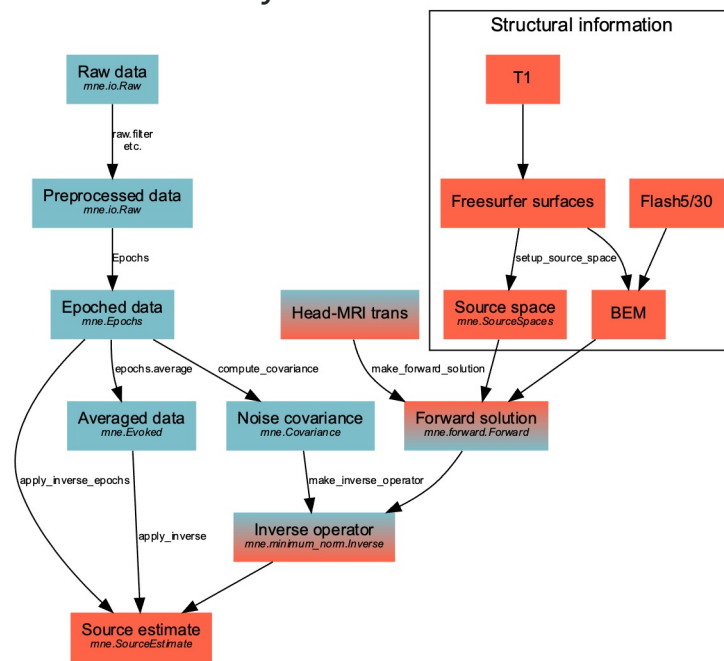 Structural information
Raw data
mne.io.Raw
T1
raw.filter
etc.
Preprocessed data
mne.io.Raw
Freesurfer surfaces
Flash5/30
Epochs
setup_source_space
Epoched data
mne.Epochs
Head-MRI trans
Source space
mne.SourceSpaces
BEM
epochs.average
compute_covariance
make_forward_solution
Averaged data
mne.Evoked
Noise covariance
mne.Covariance
Forward solution
mne.forward.Forward
apply_inverse_epochs
make_inverse_operator
apply_inverse
Inverse operator
mne.minimum_norm.Inverse
Source estimate
mne.SourceEstimate